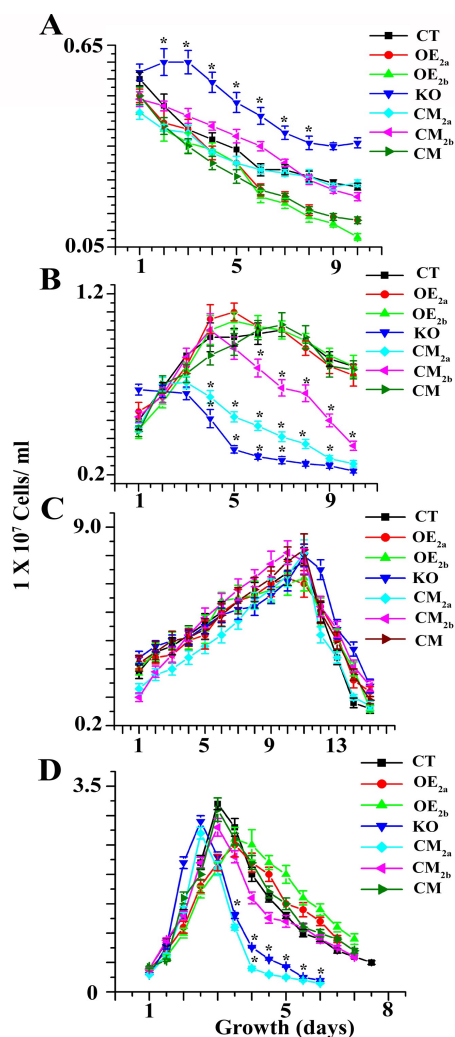 A
0.65
0.05
1 5 9
CT
OE2a
OE2b
KO
CM2a
CM2b
CM
* * * * * * * *
B
1.2
0.2
1 5 9
CT
OE2a
OE2b
KO
CM2a
CM2b
CM
* * * * *
* * * * * * *
* * * * * * *
C
9.0
0.2
1 5 9 13
CT
OE2a
OE2b
KO
CM2a
CM2b
CM
D
3.5
0
1 5 8
CT
OE2a
OE2b
KO
CM2a
CM2b
CM
* * * * * *
1 X 10⁷ Cells/ ml
Growth (days)